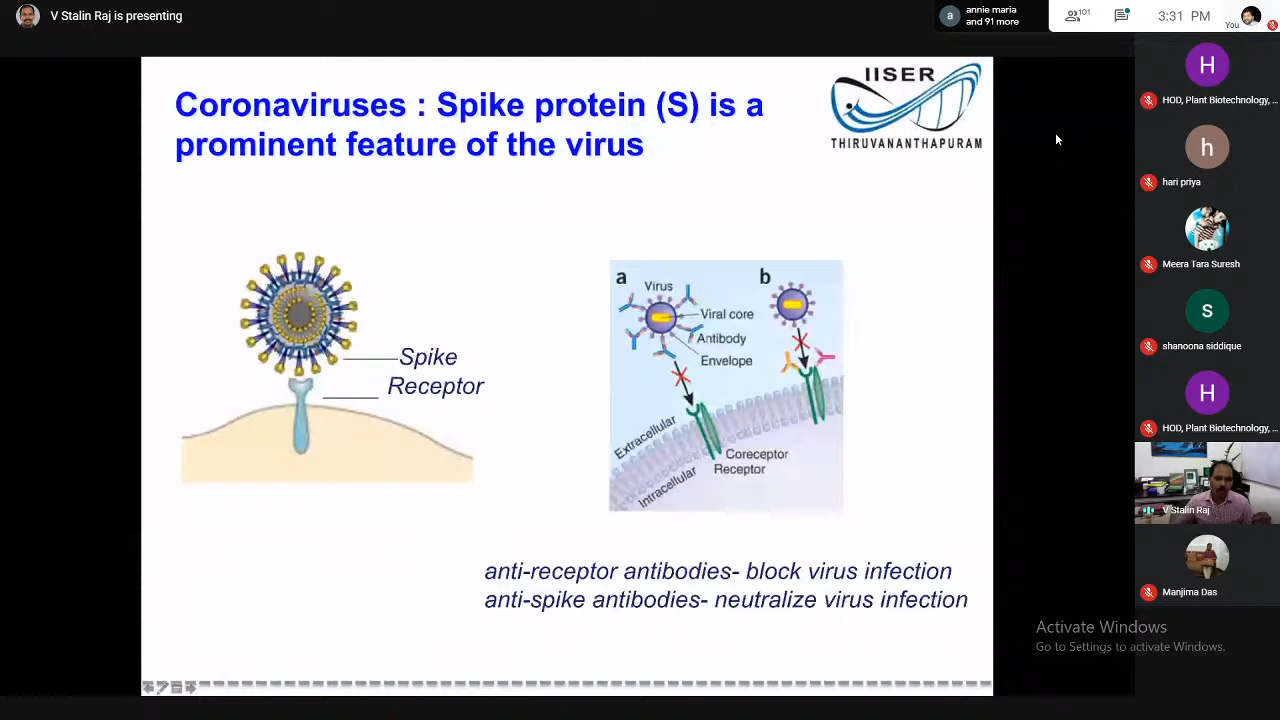 V Stalin Raj is presenting
a
annie maria
and 91 more
101
3:31 PM
You
Coronaviruses : Spike protein (S) is a
prominent feature of the virus
IISER
THIRUVANANTHAPURAM
Spike
Receptor
a
b
Virus
Viral core
Antibody
Envelope
Extracellular
Intracellular
Coreceptor
Receptor
anti-receptor antibodies- block virus infection
anti-spike antibodies- neutralize virus infection
H
HOD, Plant Biotechnology, ...
h
hari priya
Meera Tara Suresh
s
shanoona siddique
H
HOD, Plant Biotechnology, ...
V Stalin Raj
Manjima Das
Activate Windows
Go to Settings to activate Windows.